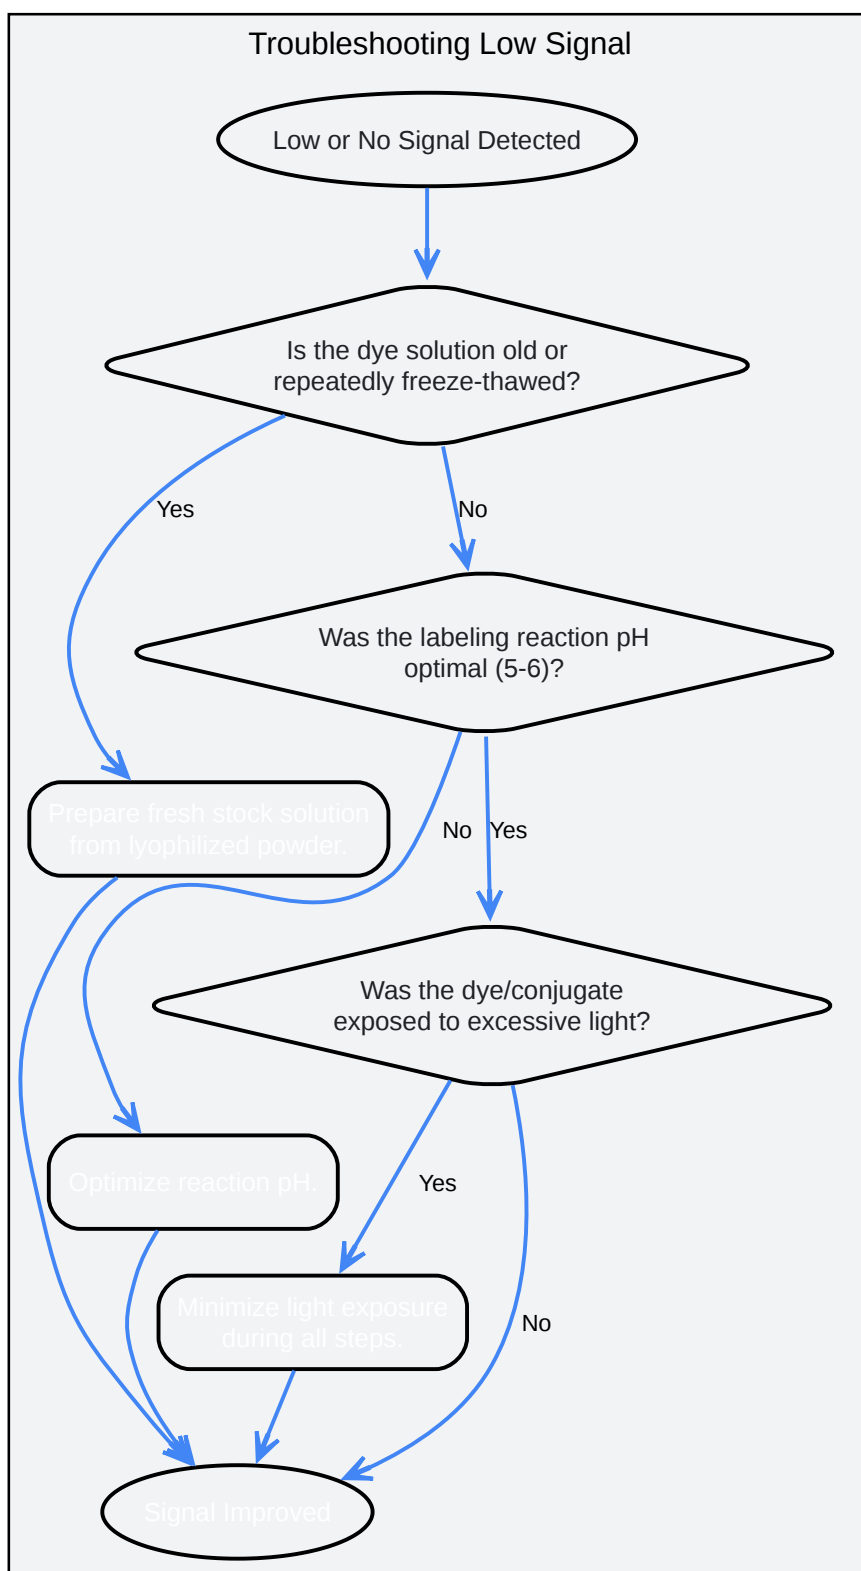 Troubleshooting Low Signal
Low or No Signal Detected
Is the dye solution old or
repeatedly freeze-thawed?
Yes
No
Was the labeling reaction pH
optimal (5-6)?
Prepare fresh stock solution
from lyophilized powder.
No
Yes
Was the dye/conjugate
exposed to excessive light?
Optimize reaction pH.
Yes
Minimize light exposure
during all steps.
No
Signal Improved